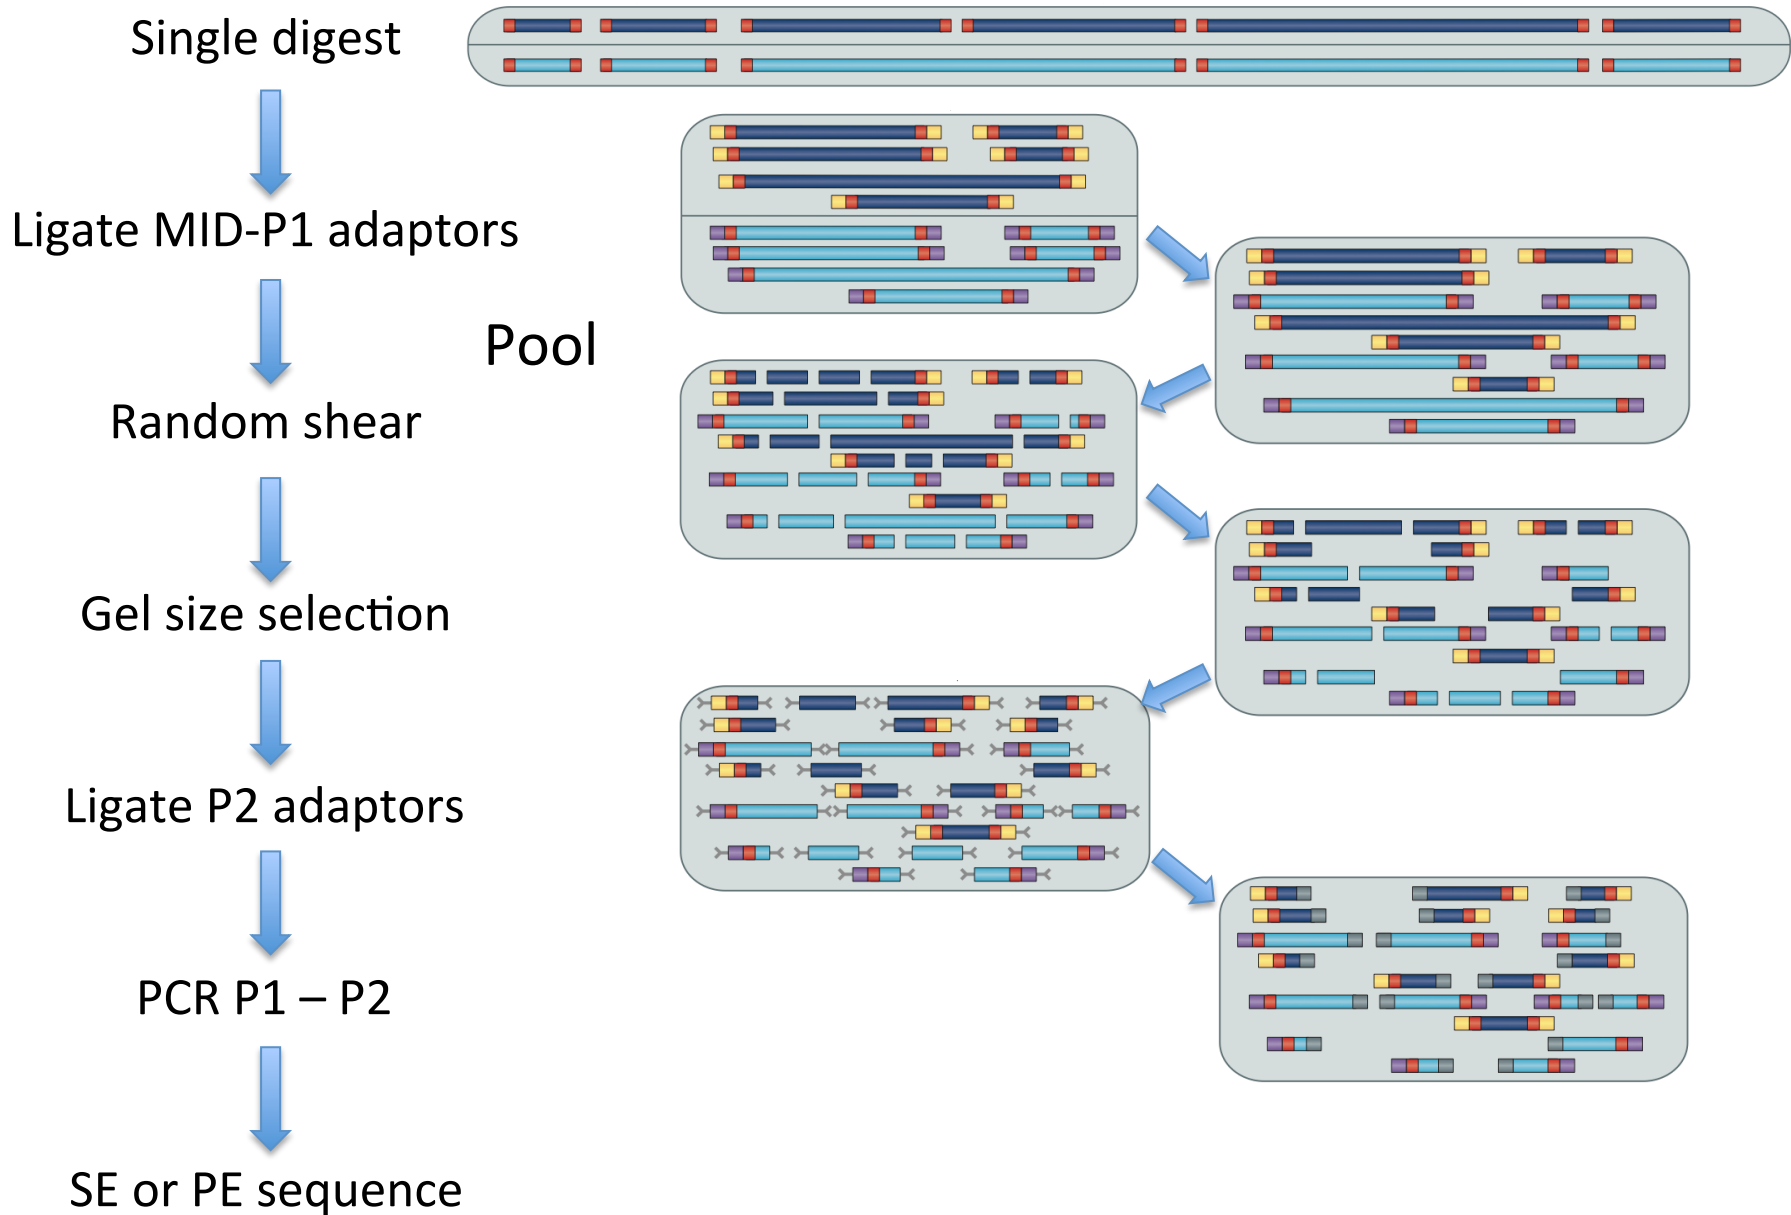 Single digest
Ligate MID-P1 adaptors
Pool
Random shear
Gel size selection
Ligate P2 adaptors
PCR P1 – P2
SE or PE sequence